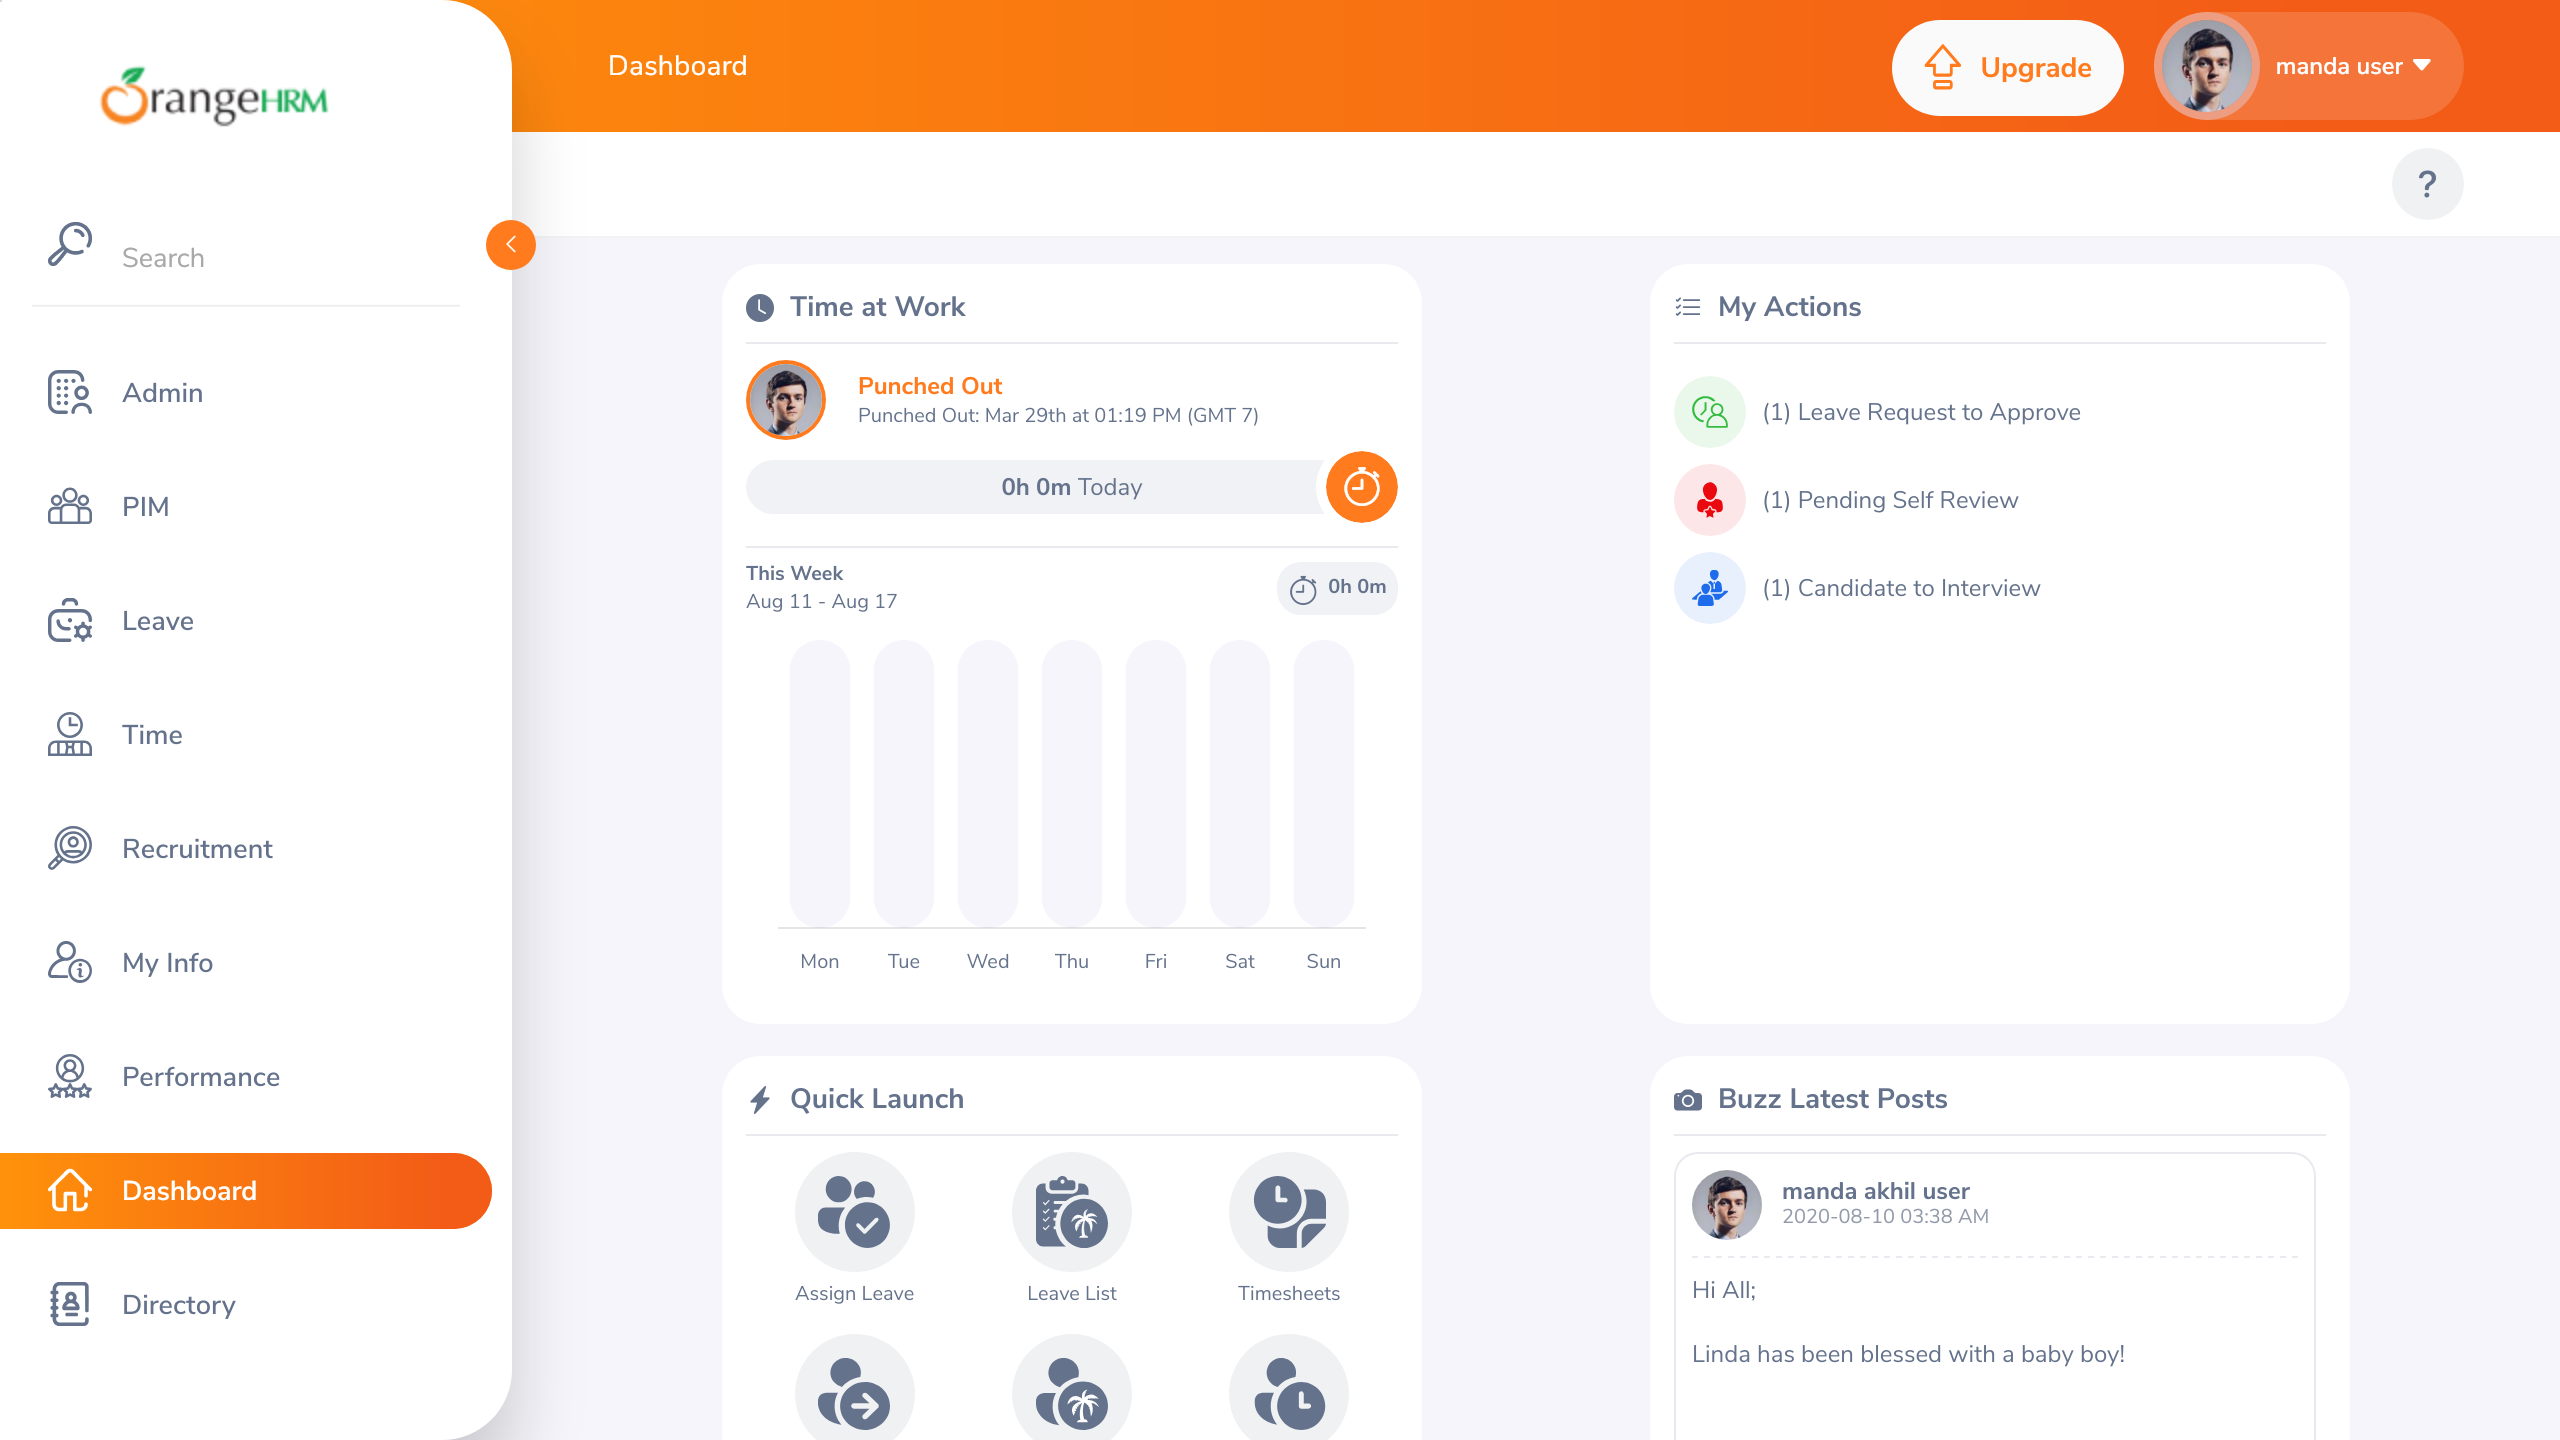 OrangeHRM
Search
Admin
PIM
Leave
Time
Recruitment
My Info
Performance
Dashboard
Directory
Dashboard
Upgrade
manda user
?
Time at Work
Punched Out
Punched Out: Mar 29th at 01:19 PM (GMT 7)
0h 0m Today
This Week
Aug 11 - Aug 17
0h 0m
Mon Tue Wed Thu Fri Sat Sun
My Actions
(1) Leave Request to Approve
(1) Pending Self Review
(1) Candidate to Interview
Quick Launch
Assign Leave
Leave List
Timesheets
Buzz Latest Posts
manda akhil user
2020-08-10 03:38 AM
Hi All;
Linda has been blessed with a baby boy!